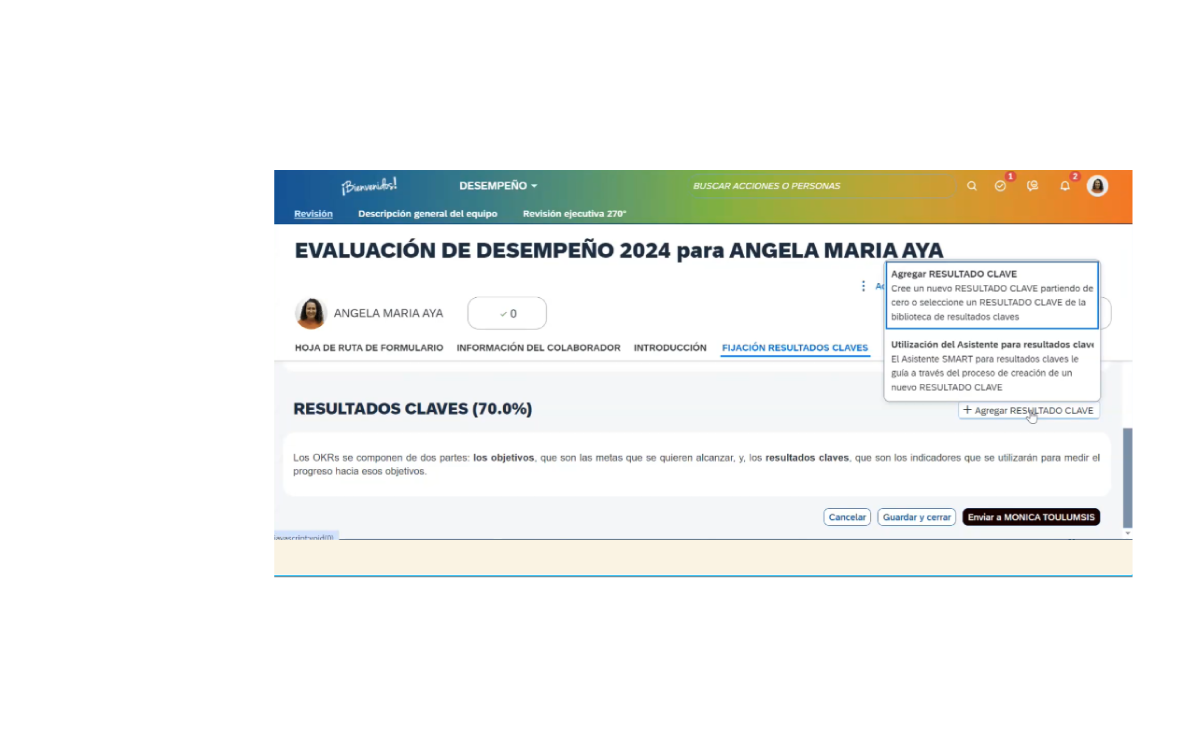 ¡Bienvenidos!
DESEMPEÑO
BUSCAR ACCIONES O PERSONAS
1
2
Revisión
Descripción general del equipo
Revisión ejecutiva 270°
EVALUACIÓN DE DESEMPEÑO 2024 para ANGELA MARIA AYA
Agregar RESULTADO CLAVE
Cree un nuevo RESULTADO CLAVE partiendo de
cero o seleccione un RESULTADO CLAVE de la
biblioteca de resultados claves
ANGELA MARIA AYA
0
Utilización del Asistente para resultados clav
El Asistente SMART para resultados claves le
guía a través del proceso de creación de un
nuevo RESULTADO CLAVE
HOJA DE RUTA DE FORMULARIO
INFORMACIÓN DEL COLABORADOR
INTRODUCCIÓN
FIJACIÓN RESULTADOS CLAVES
RESULTADOS CLAVES (70.0%)
+ Agregar RESULTADO CLAVE
Los OKRs se componen de dos partes: los objetivos, que son las metas que se quieren alcanzar, y, los resultados claves, que son los indicadores que se utilizarán para medir el
progreso hacia esos objetivos.
Cancelar
Guardar y cerrar
Enviar a MONICA TOULUMSIS